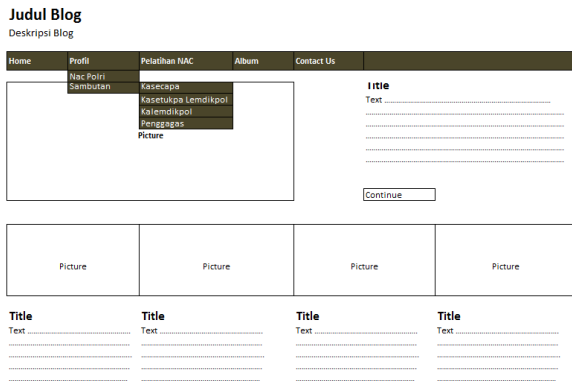 Judul Blog
Deskripsi Blog
Home Profil Pelatihan NAC Album Contact Us
Nac Polri
Sambutan
Kasecapa
Kasetukpa Lemdikpol
Kalemdikpol
Penggagas
Picture
Title
Text
Continue
Picture Picture Picture Picture
Title Title Title Title
Text Text Text Text